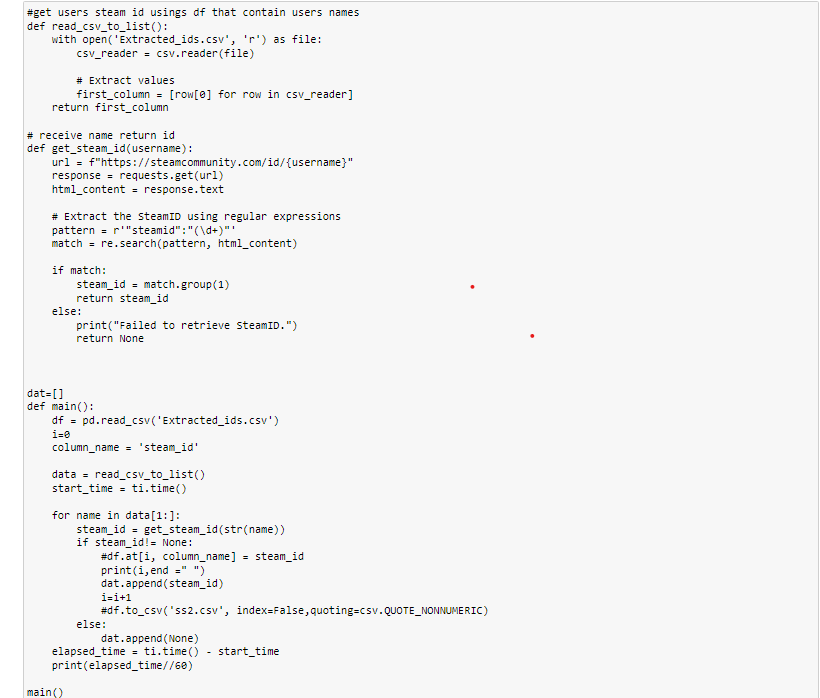 #get users steam id usings df that contain users names
def read_csv_to_list():
    with open('Extracted_ids.csv', 'r') as file:
        csv_reader = csv.reader(file)

        # Extract values
        first_column = [row[0] for row in csv_reader]
    return first_column

# receive name return id
def get_steam_id(username):
    url = f"https://steamcommunity.com/id/{username}"
    response = requests.get(url)
    html_content = response.text

    # Extract the SteamID using regular expressions
    pattern = r'"steamid":"(\d+)"'
    match = re.search(pattern, html_content)

    if match:
        steam_id = match.group(1)
        return steam_id
    else:
        print("Failed to retrieve SteamID.")
        return None

dat=[]
def main():
    df = pd.read_csv('Extracted_ids.csv')
    i=0
    column_name = 'steam_id'

    data = read_csv_to_list()
    start_time = ti.time()

    for name in data[1:]:
        steam_id = get_steam_id(str(name))
        if steam_id!= None:
            #df.at[i, column_name] = steam_id
            print(i,end =" ")
            dat.append(steam_id)
            i=i+1
            #df.to_csv('ss2.csv', index=False,quoting=csv.QUOTE_NONNUMERIC)
        else:
            dat.append(None)
    elapsed_time = ti.time() - start_time
    print(elapsed_time//60)

main()